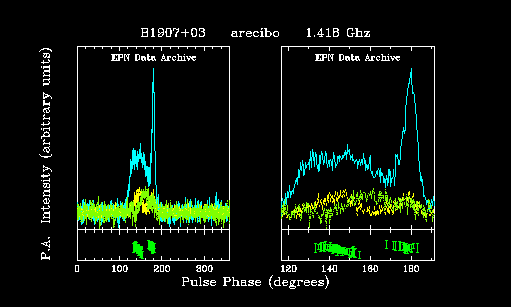 B1907+03 arecibo 1.418 Ghz
EPN Data Archive EPN Data Archive
P.A. Intensity (arbitrary units)
0 100 200 300 120 140 160 180
Pulse Phase (degrees)